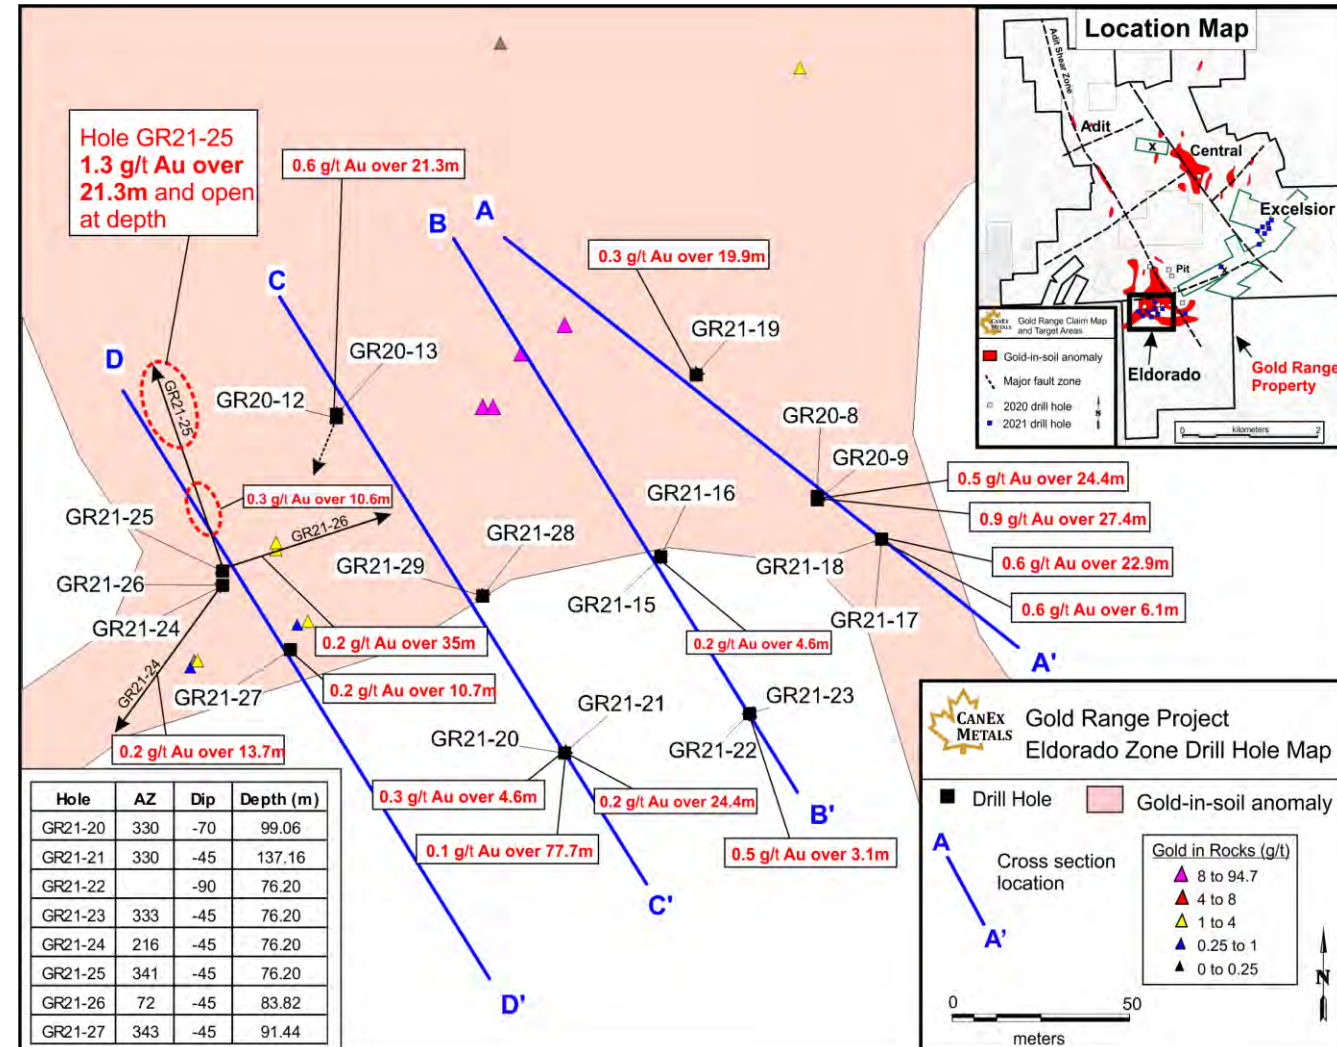 Hole GR21-25
1.3 g/t Au over
21.3m and open
at depth
0.6 g/t Au over 21.3m
A
B
C
D
0.3 g/t Au over 19.9m
GR21-19
GR20-13
GR20-12
GR21-25
GR20-8
GR20-9
0.5 g/t Au over 24.4m
0.9 g/t Au over 27.4m
0.3 g/t Au over 10.6m
GR21-16
GR21-25
GR21-26
GR21-28
GR21-18
0.6 g/t Au over 22.9m
GR21-29
GR21-26
GR21-15
GR21-17
0.6 g/t Au over 6.1m
GR21-24
0.2 g/t Au over 35m
0.2 g/t Au over 4.6m
A'
GR21-24
GR21-27
0.2 g/t Au over 10.7m
GR21-21
GR21-23
GR21-20
GR21-22
0.2 g/t Au over 13.7m
0.3 g/t Au over 4.6m
0.2 g/t Au over 24.4m
B'
0.1 g/t Au over 77.7m
0.5 g/t Au over 3.1m
C'
D'
Hole AZ Dip Depth (m)
GR21-20 330 -70 99.06
GR21-21 330 -45 137.16
GR21-22 -90 76.20
GR21-23 333 -45 76.20
GR21-24 216 -45 76.20
GR21-25 341 -45 76.20
GR21-26 72 -45 83.82
GR21-27 343 -45 91.44
Location Map
Adit Shear Zone
Adit
Central
X
Excelsior
Pit
X
Eldorado
Gold Range
Property
CANEX
METALS
Gold Range Claim Map
and Target Areas
Gold-in-soil anomaly
Major fault zone
2020 drill hole
2021 drill hole
N
0 kilometers 2
CANEX
METALS
Gold Range Project
Eldorado Zone Drill Hole Map
Drill Hole
Gold-in-soil anomaly
A
Cross section
location
A'
Gold in Rocks (g/t)
8 to 94.7
4 to 8
1 to 4
0.25 to 1
0 to 0.25
0 50
meters
N